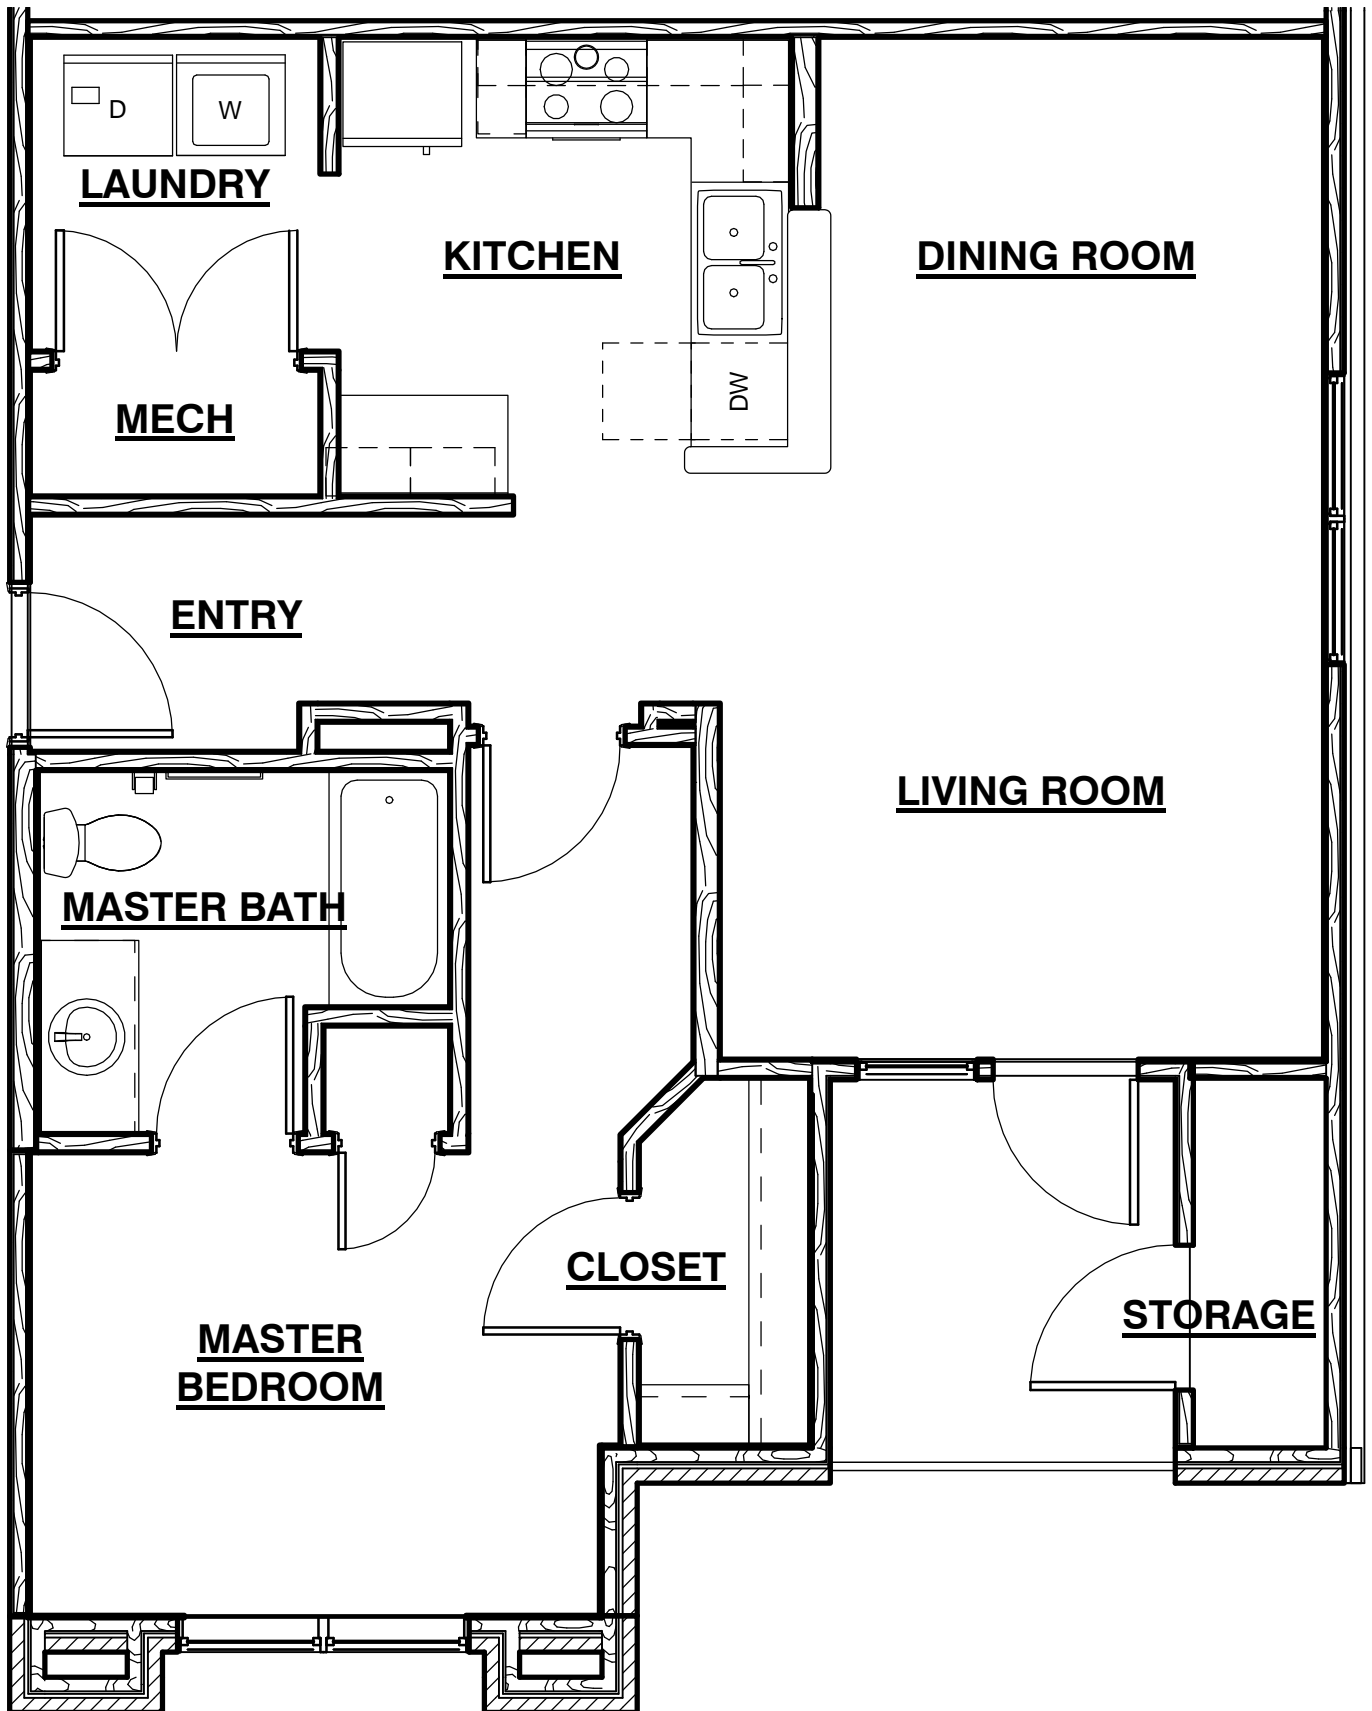 D
W
LAUNDRY
KITCHEN
DINING ROOM
DW
MECH
ENTRY
LIVING ROOM
MASTER BATH
CLOSET
STORAGE
MASTER
BEDROOM